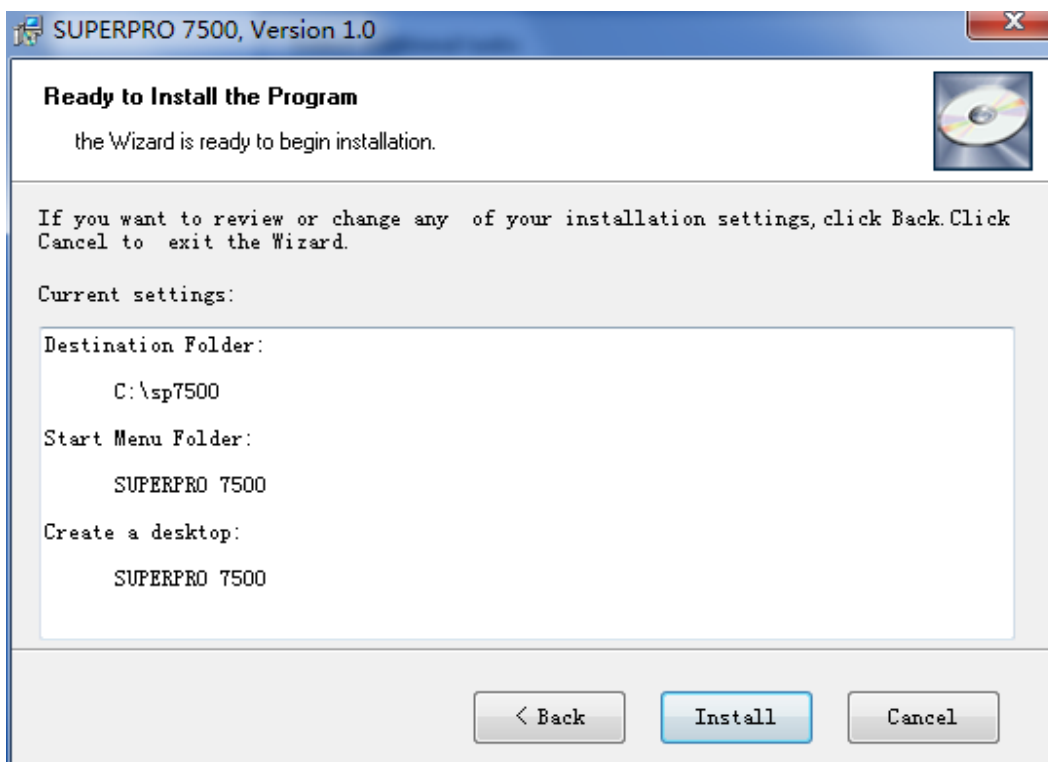 SUPERPRO 7500, Version 1.0
Ready to Install the Program
the Wizard is ready to begin installation.
If you want to review or change any  of your installation settings,click Back.Click
Cancel to  exit the Wizard.
Current settings:
Destination Folder:
C:\sp7500
Start Menu Folder:
SUPERPRO 7500
Create a desktop:
SUPERPRO 7500
< Back
Install
Cancel